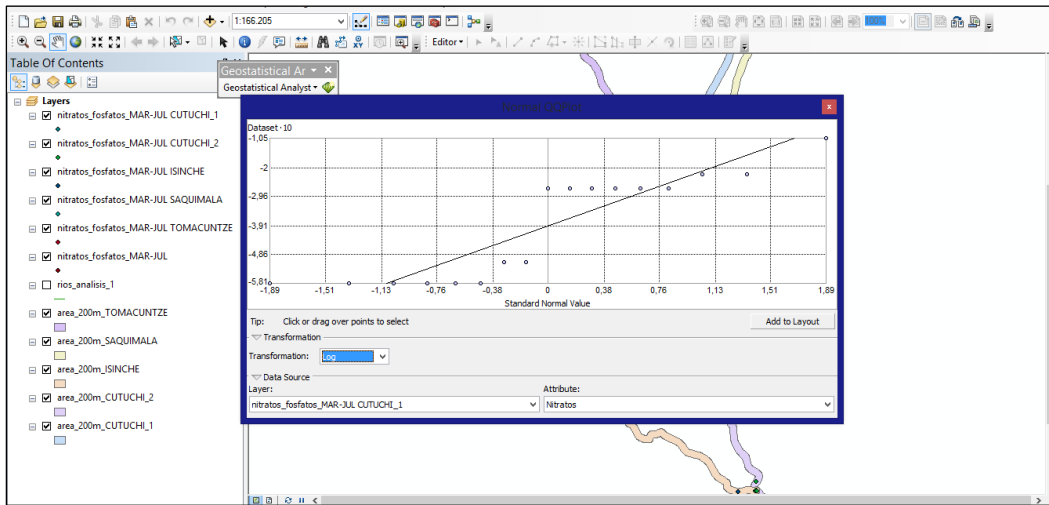 1:166.205
100%
Editor
Table Of Contents
Geostatistical Ar
Geostatistical Analyst
Layers
nitratos_fosfatos_MAR-JUL CUTUCHI_1
nitratos_fosfatos_MAR-JUL CUTUCHI_2
nitratos_fosfatos_MAR-JUL ISINCHE
nitratos_fosfatos_MAR-JUL SAQUIMALA
nitratos_fosfatos_MAR-JUL TOMACUNTZE
nitratos_fosfatos_MAR-JUL
rios_analisis_1
area_200m_TOMACUNTZE
area_200m_SAQUIMALA
area_200m_ISINCHE
area_200m_CUTUCHI_2
area_200m_CUTUCHI_1
Normal QQPlot
Dataset · 10
-1,05
-2
-2,96
-3,91
-4,86
-5,81
-1,89 -1,51 -1,13 -0,76 -0,38 0 0,38 0,76 1,13 1,51 1,89
Standard Normal Value
Tip: Click or drag over points to select
Add to Layout
Transformation
Transformation: Log
Data Source
Layer: Attribute:
nitratos_fosfatos_MAR-JUL CUTUCHI_1 Nitratos